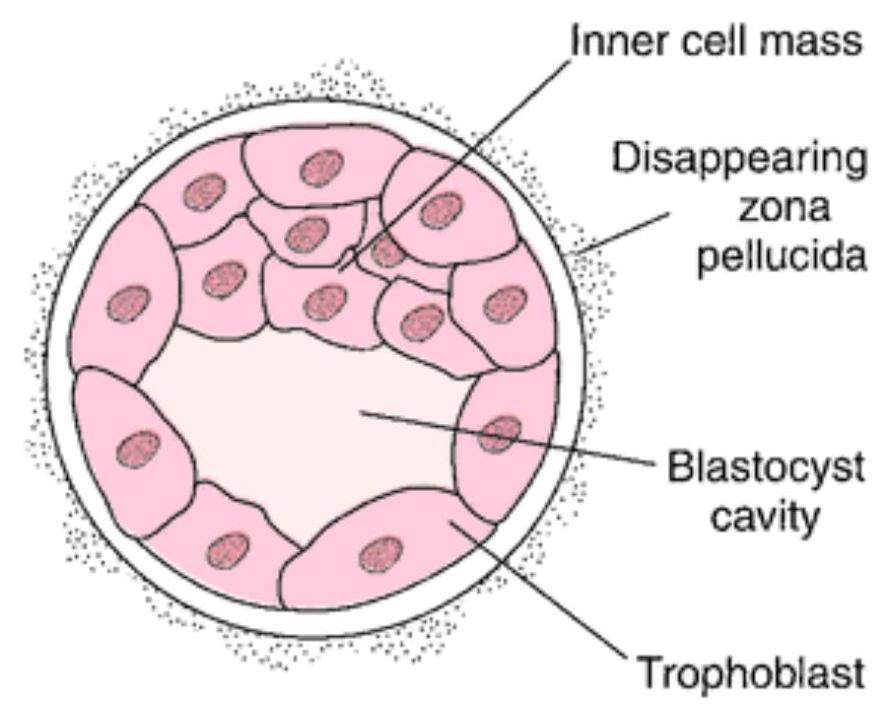 Inner cell mass
Disappearing
zona
pellucida
Blastocyst
cavity
Trophoblast